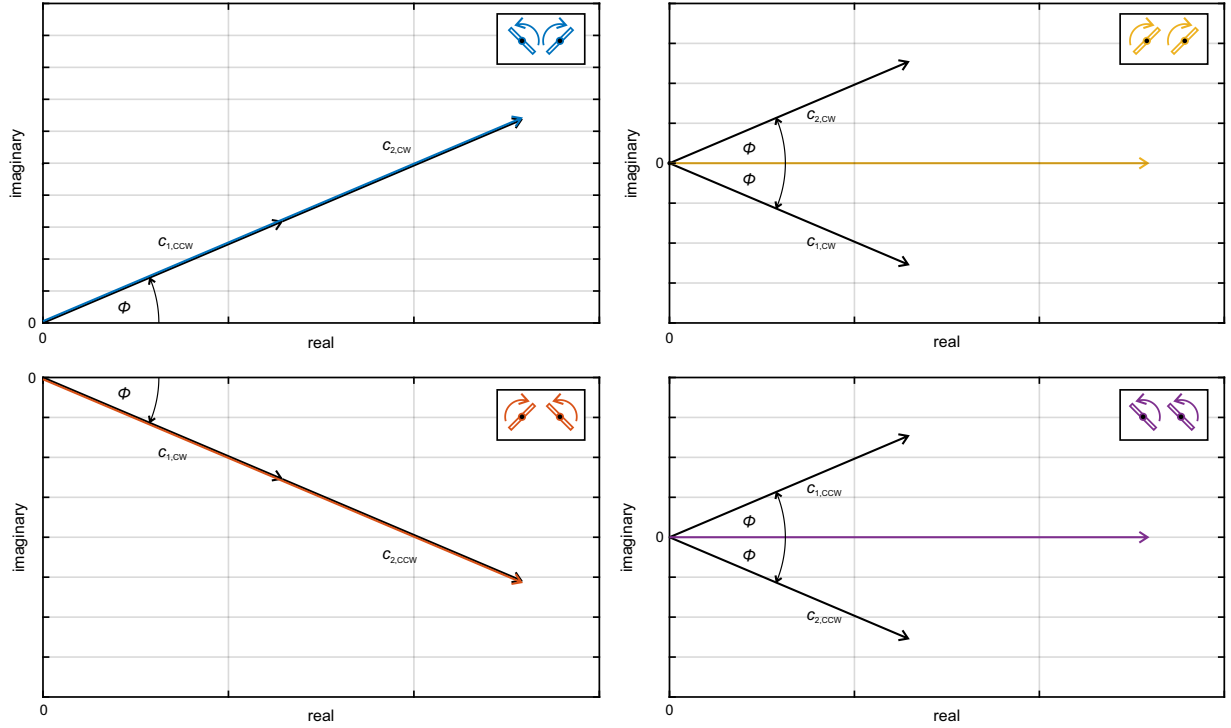 imaginary
c2,CW
c1,CCW
Φ
0
0
real
imaginary
c2,CW
Φ
0
Φ
c1,CW
0
real
imaginary
0
Φ
c1,CW
c2,CCW
0
real
imaginary
c1,CCW
Φ
0
Φ
c2,CCW
0
real